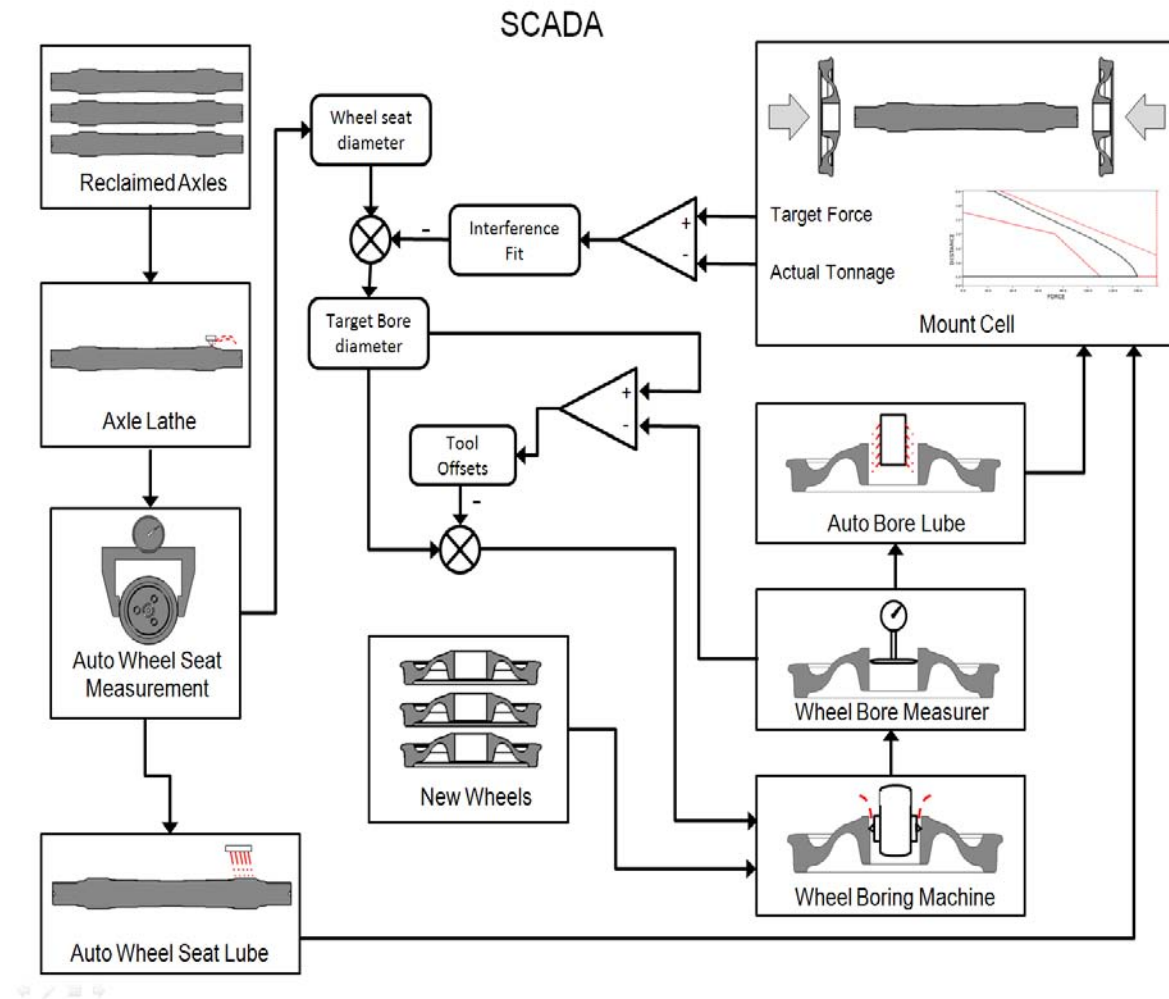 SCADA
Reclaimed Axles
Wheel seat
diameter
Interference
Fit
+
-
-
Target Force
Actual Tonnage
DISTANCE
FORCE
Mount Cell
Axle Lathe
Target Bore
diameter
+
-
Tool
Offsets
-
Auto Bore Lube
Auto Wheel Seat
Measurement
Wheel Bore Measurer
New Wheels
Wheel Boring Machine
Auto Wheel Seat Lube